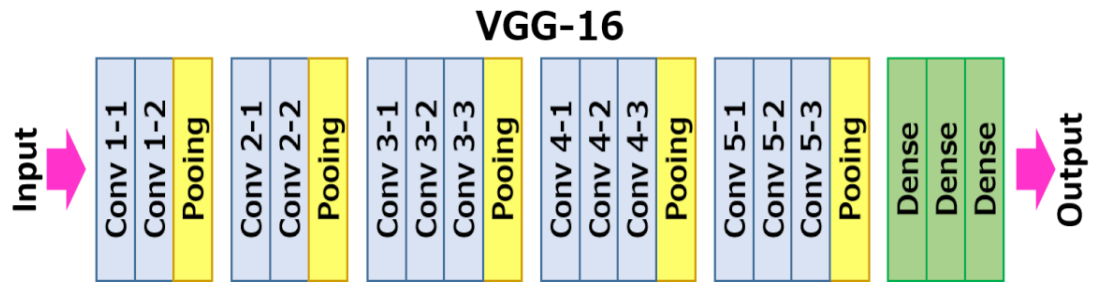 VGG-16
Input
Conv 1-1
Conv 1-2
Pooing
Conv 2-1
Conv 2-2
Pooing
Conv 3-1
Conv 3-2
Conv 3-3
Pooing
Conv 4-1
Conv 4-2
Conv 4-3
Pooing
Conv 5-1
Conv 5-2
Conv 5-3
Pooing
Dense
Dense
Dense
Output